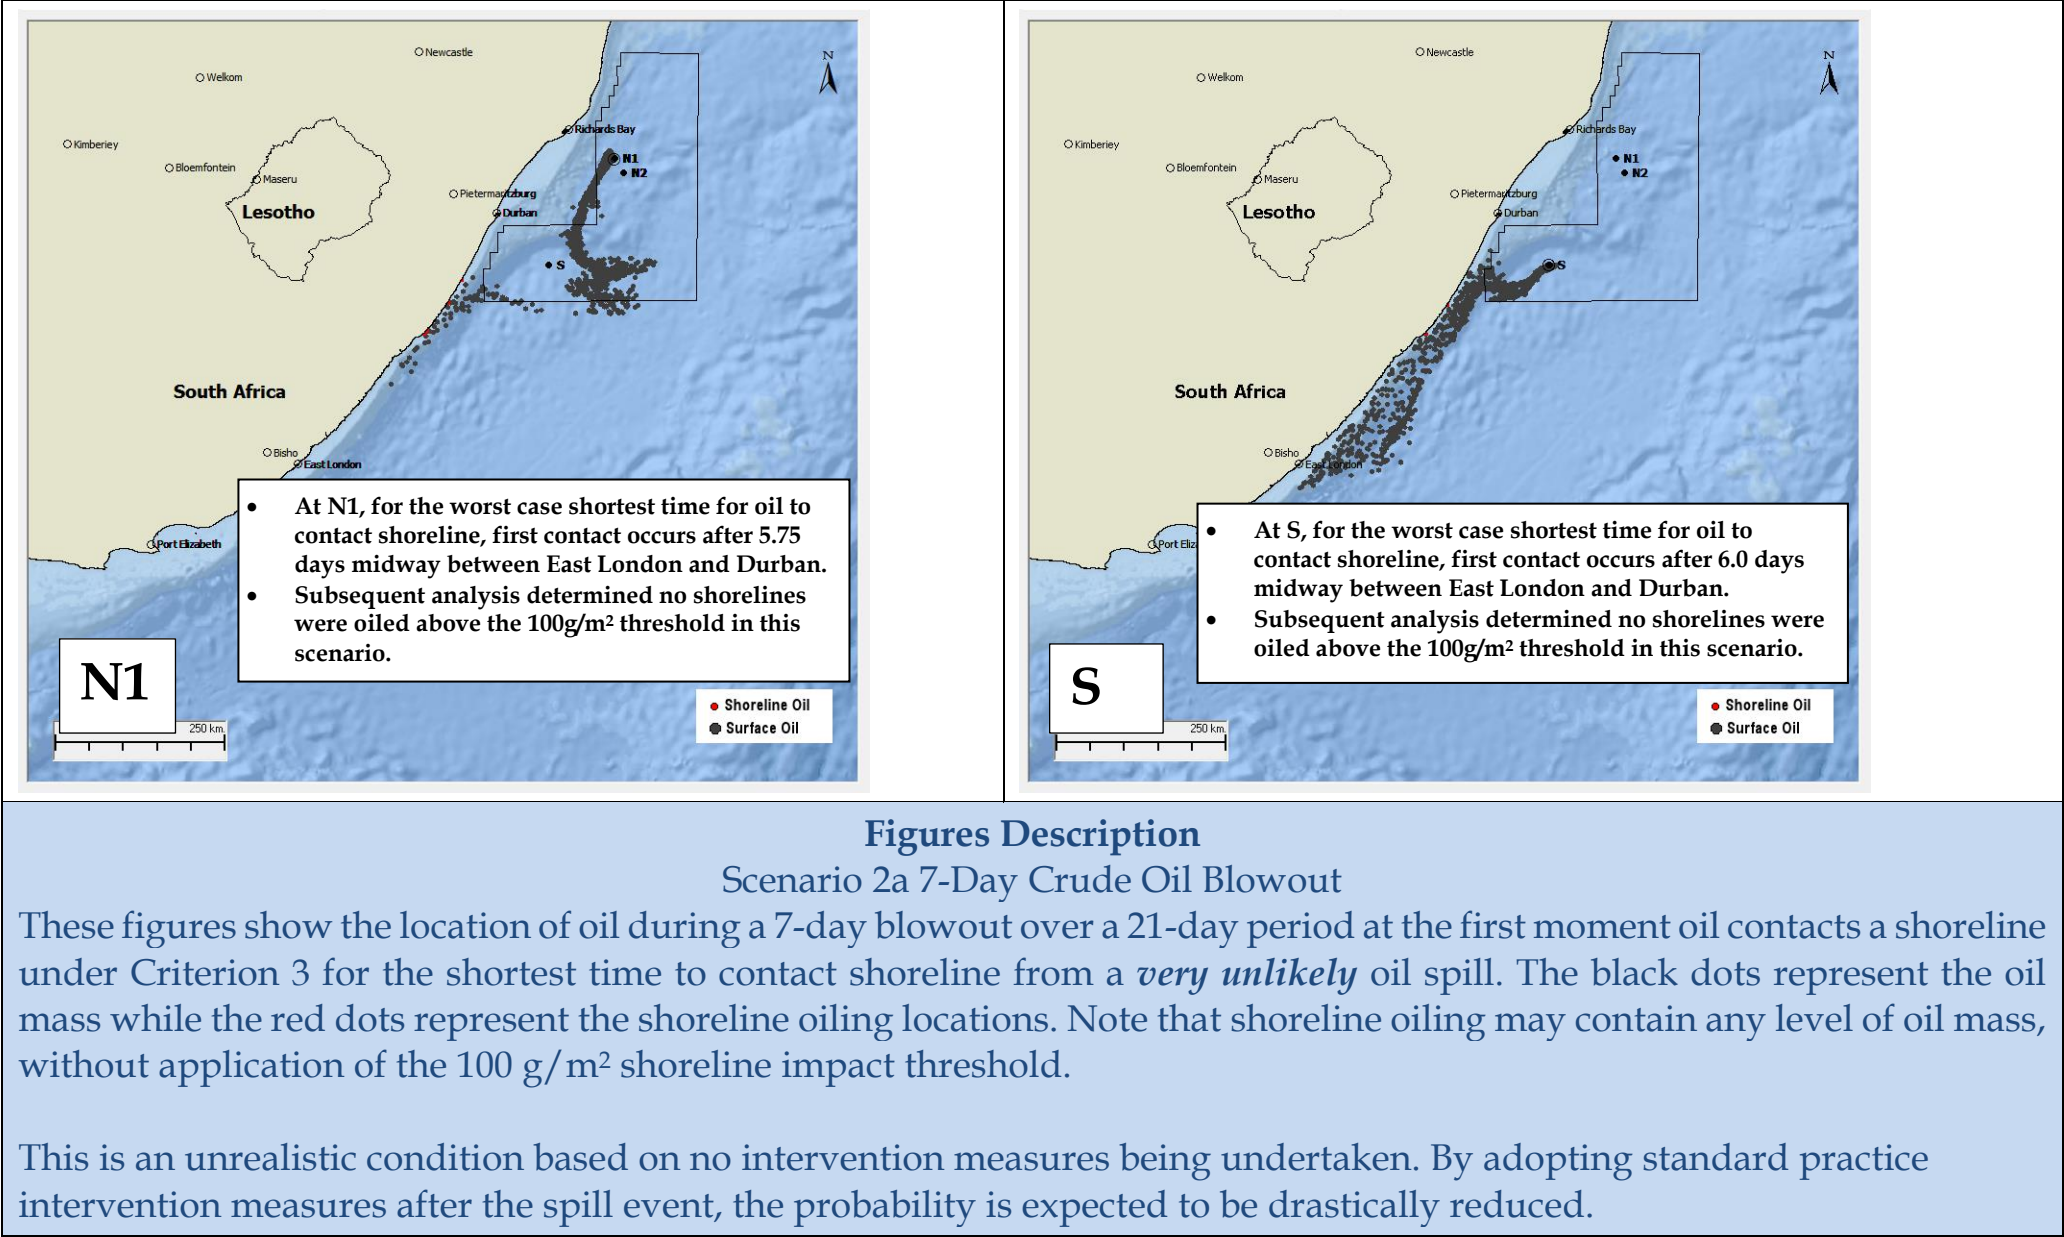 N
Newcastle
Welkom
Richards Bay
Kimberiey
N1
Bloemfontein
N2
Maseru
Pietermaritzburg
Lesotho
Durban
S
South Africa
Bisho
East London
• At N1, for the worst case shortest time for oil to
contact shoreline, first contact occurs after 5.75
days midway between East London and Durban.
• Subsequent analysis determined no shorelines
were oiled above the 100g/m² threshold in this
scenario.
Port Elizabeth
N1
Shoreline Oil
Surface Oil
250 km.
N
Newcastle
Welkom
Richards Bay
Kimberiey
N1
Bloemfontein
N2
Maseru
Pietermaritzburg
Lesotho
Durban
S
South Africa
Bisho
East London
• At S, for the worst case shortest time for oil to
contact shoreline, first contact occurs after 6.0 days
midway between East London and Durban.
• Subsequent analysis determined no shorelines were
oiled above the 100g/m² threshold in this scenario.
Port Eliz
S
Shoreline Oil
Surface Oil
250 km.
Figures Description
Scenario 2a 7-Day Crude Oil Blowout
These figures show the location of oil during a 7-day blowout over a 21-day period at the first moment oil contacts a shoreline
under Criterion 3 for the shortest time to contact shoreline from a very unlikely oil spill. The black dots represent the oil
mass while the red dots represent the shoreline oiling locations. Note that shoreline oiling may contain any level of oil mass,
without application of the 100 g/m² shoreline impact threshold.
This is an unrealistic condition based on no intervention measures being undertaken. By adopting standard practice
intervention measures after the spill event, the probability is expected to be drastically reduced.